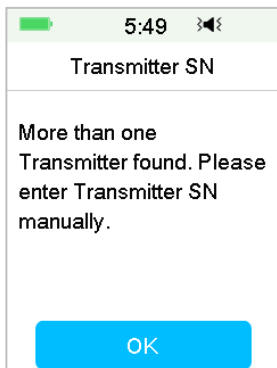 5:49
Transmitter SN
More than one
Transmitter found. Please
enter Transmitter SN
manually.
OK